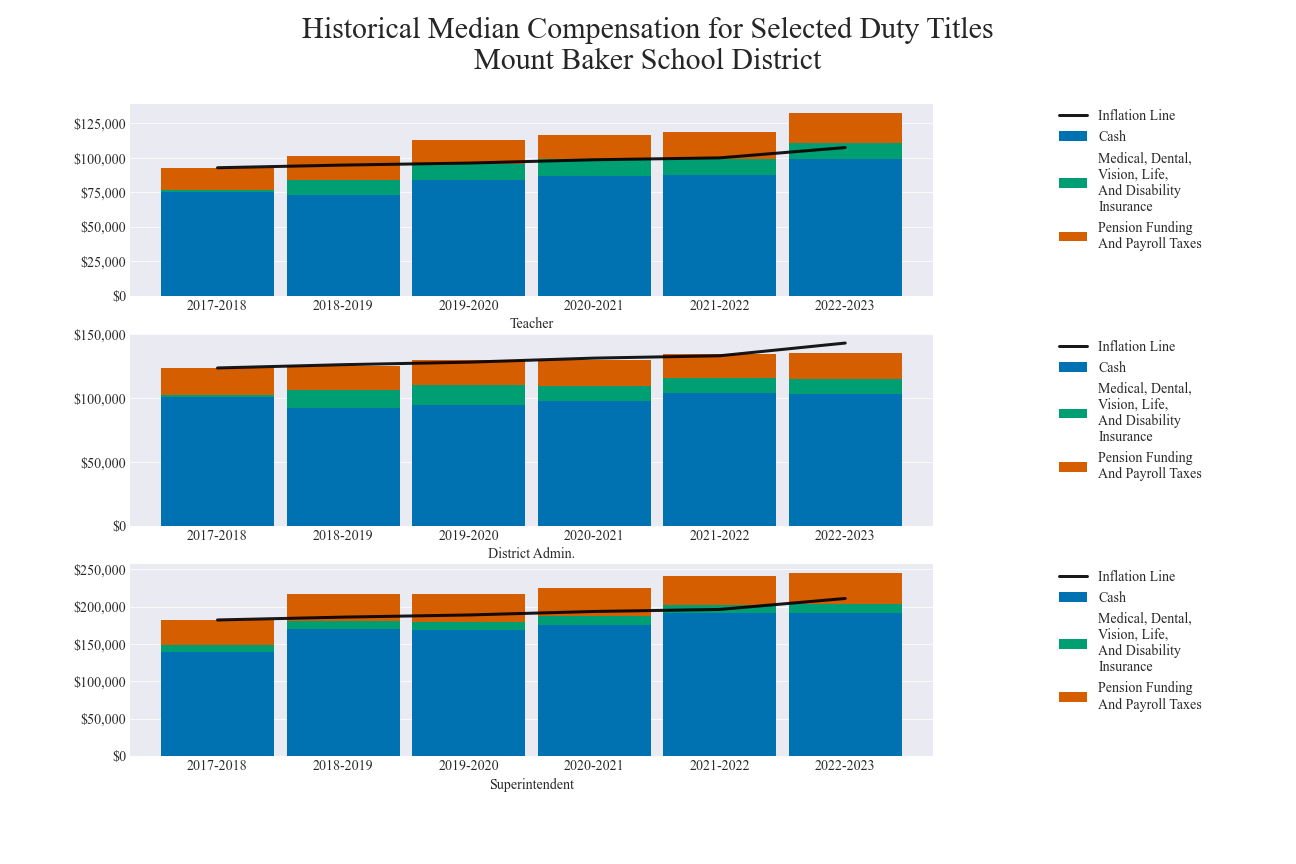 Historical Median Compensation for Selected Duty Titles
Mount Baker School District
$125,000
$100,000
$75,000
$50,000
$25,000
$0
2017-2018 2018-2019 2019-2020 2020-2021 2021-2022 2022-2023
Teacher
Inflation Line
Cash
Medical, Dental,
Vision, Life,
And Disability
Insurance
Pension Funding
And Payroll Taxes
$150,000
$100,000
$50,000
$0
2017-2018 2018-2019 2019-2020 2020-2021 2021-2022 2022-2023
District Admin.
Inflation Line
Cash
Medical, Dental,
Vision, Life,
And Disability
Insurance
Pension Funding
And Payroll Taxes
$250,000
$200,000
$150,000
$100,000
$50,000
$0
2017-2018 2018-2019 2019-2020 2020-2021 2021-2022 2022-2023
Superintendent
Inflation Line
Cash
Medical, Dental,
Vision, Life,
And Disability
Insurance
Pension Funding
And Payroll Taxes